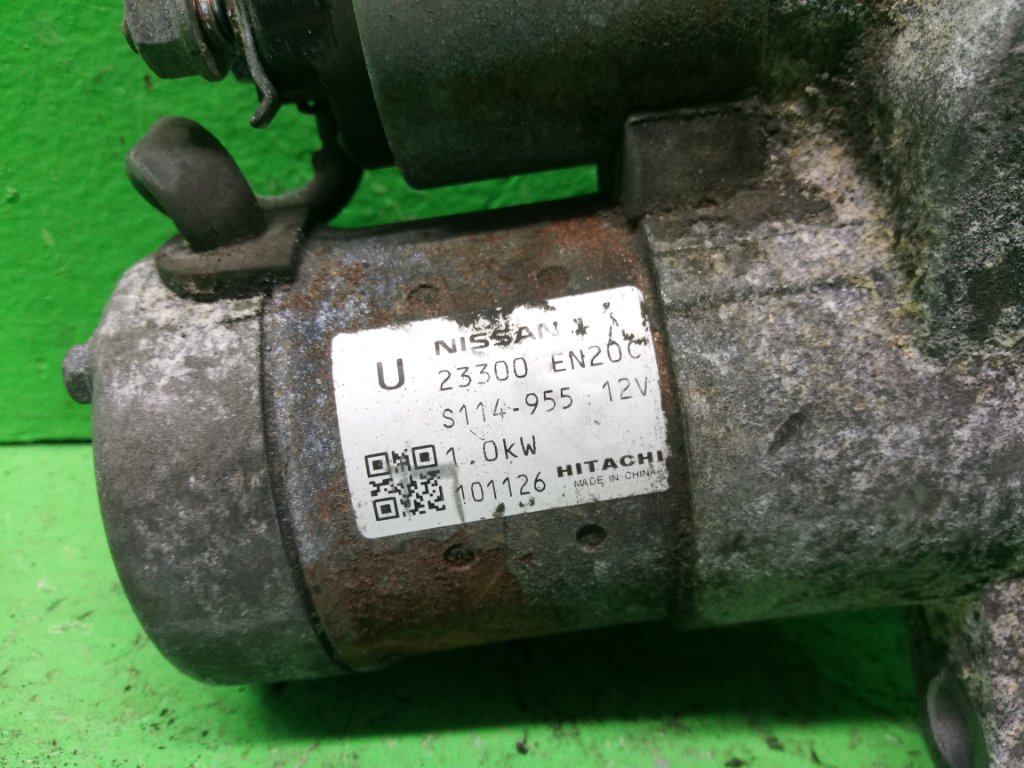 NISSAN
U 23300 EN20C
S114-955 12V
1.0kW
101126 HITACHI
MADE IN CHINA